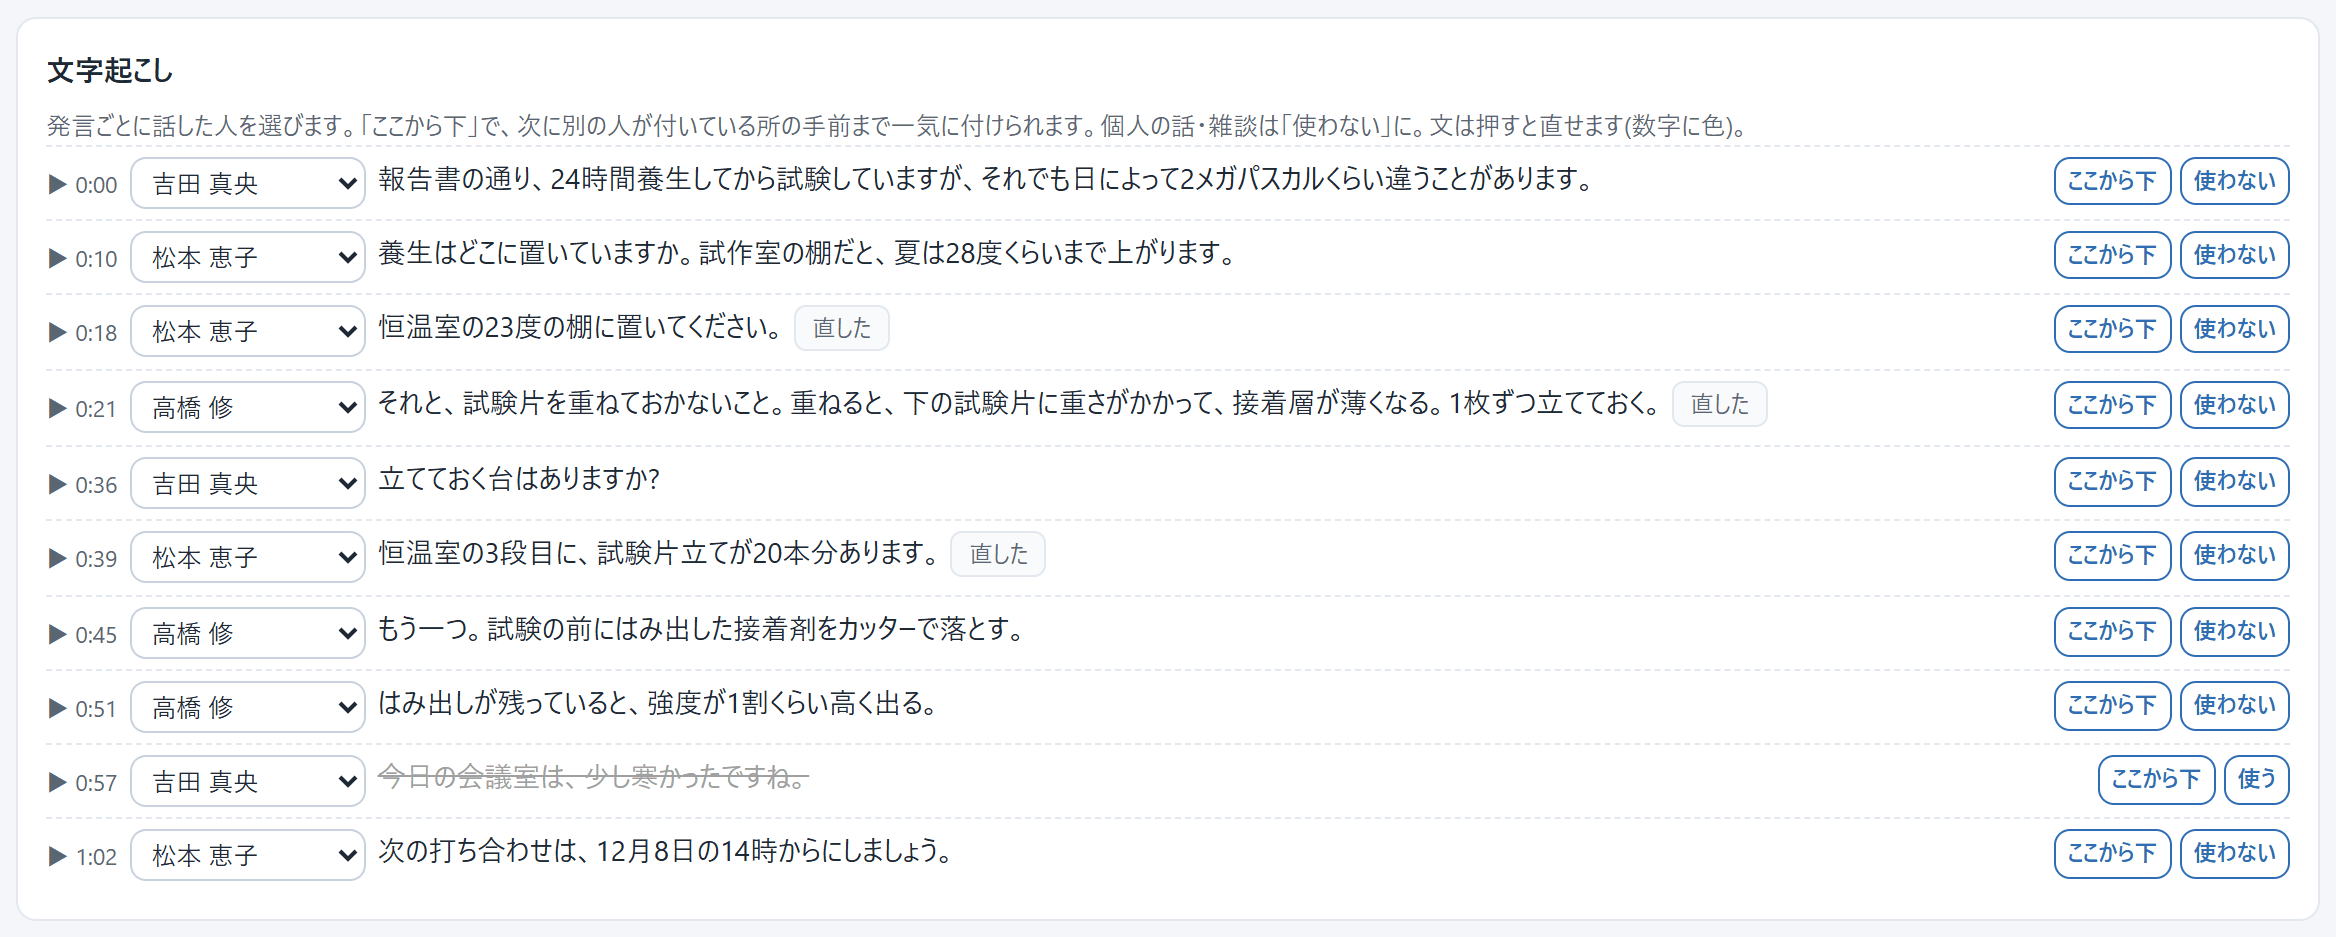 文字起こし
発言ごとに話した人を選びます。「ここから下」で、次に別の人が付いている所の手前まで一気に付けられます。個人の話・雑談は「使わない」に。文は押すと直せます(数字に色)。
▶ 0:00 吉田 真央 報告書の通り、24時間養生してから試験していますが、それでも日によって2メガパスカルくらい違うことがあります。 ここから下 使わない
▶ 0:10 松本 恵子 養生はどこに置いていますか。試作室の棚だと、夏は28度くらいまで上がります。 ここから下 使わない
▶ 0:18 松本 恵子 恒温室の23度の棚に置いてください。 直した ここから下 使わない
▶ 0:21 高橋 修 それと、試験片を重ねておかないこと。重ねると、下の試験片に重さがかかって、接着層が薄くなる。1枚ずつ立てておく。 直した ここから下 使わない
▶ 0:36 吉田 真央 立てておく台はありますか? ここから下 使わない
▶ 0:39 松本 恵子 恒温室の3段目に、試験片立てが20本分あります。 直した ここから下 使わない
▶ 0:45 高橋 修 もう一つ。試験の前にはみ出した接着剤をカッターで落とす。 ここから下 使わない
▶ 0:51 高橋 修 はみ出しが残っていると、強度が1割くらい高く出る。 ここから下 使わない
▶ 0:57 吉田 真央 今日の会議室は、少し寒かったですね。 ここから下 使う
▶ 1:02 松本 恵子 次の打ち合わせは、12月8日の14時からにしましょう。 ここから下 使わない